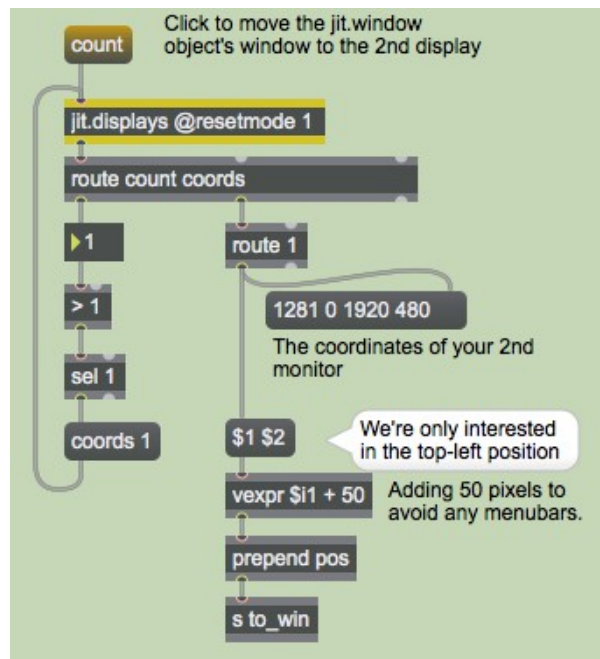 count
Click to move the jit.window
object's window to the 2nd display
jit.displays @resetmode 1
route count coords
1
route 1
> 1
1281 0 1920 480
The coordinates of your 2nd
monitor
sel 1
coords 1
$1 $2
We're only interested
in the top-left position
vexpr $i1 + 50
Adding 50 pixels to
avoid any menubars.
prepend pos
s to_win